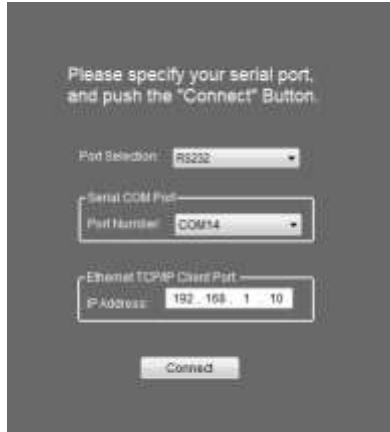 Please specify your serial port,
and push the "Connect" Button.
Port Selection: RS232
Serial COM Port
Port Number: COM14
Ethernet TCP/IP Client Port
IP Address: 192 . 168 . 1 . 10
Connect